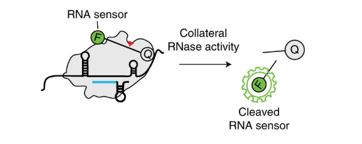 RNA sensor
F
Q
Collateral
RNase activity
Q
F
Cleaved
RNA sensor